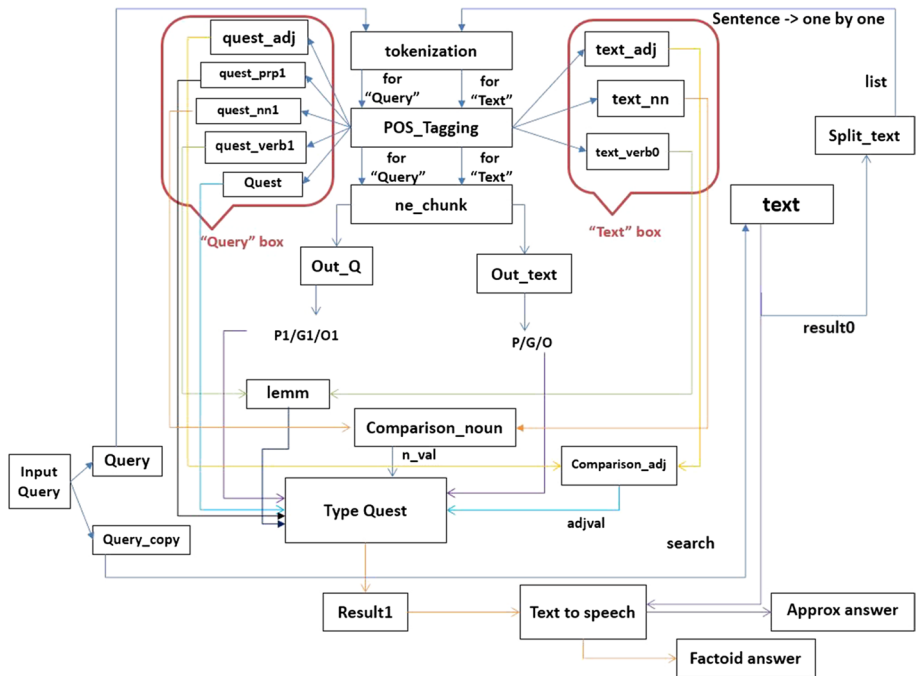 Sentence -> one by one
quest_adj
tokenization
text_adj
quest_prp1
for
"Query"
for
"Text"
list
quest_nn1
text_nn
POS_Tagging
Split_text
quest_verb1
text_verb0
for
"Query"
for
"Text"
Quest
ne_chunk
text
"Query" box
"Text" box
Out_Q
Out_text
result0
P1/G1/O1
P/G/O
lemm
Comparison_noun
n_val
Query
Comparison_adj
Input
Query
Type Quest
adjval
Query_copy
search
Result1
Text to speech
Approx answer
Factoid answer